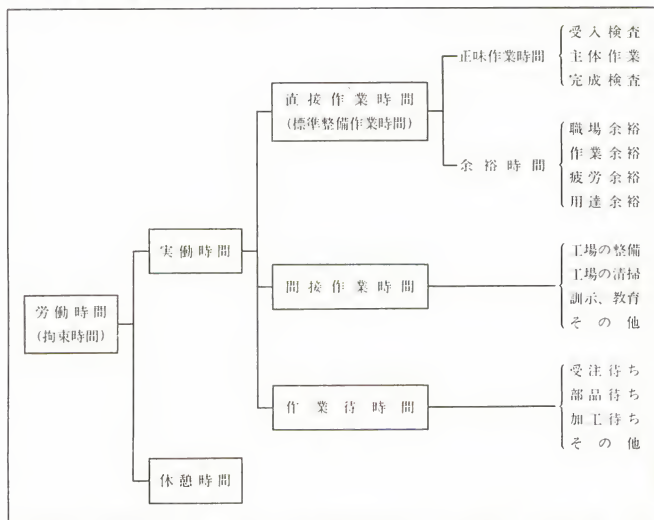 労働時間
(拘束時間)
実働時間
休憩時間
直接作業時間
(標準整備作業時間)
間接作業時間
作業待時間
正味作業時間
受入検査
主体作業
完成検査
余裕時間
職場余裕
作業余裕
疲労余裕
用達余裕
工場の整備
工場の清掃
訓示、教育
その他
受注待ち
部品待ち
加工待ち
その他